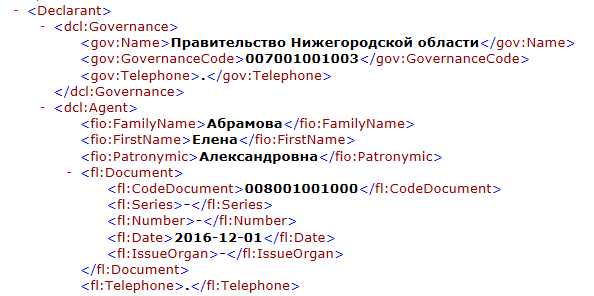 - <Declarant>
- <dcl:Governance>
<gov:Name>Правительство Нижегородской области</gov:Name>
<gov:GovernanceCode>007001001003</gov:GovernanceCode>
<gov:Telephone>.</gov:Telephone>
</dcl:Governance>
- <dcl:Agent>
<fio:FamilyName>Абрамова</fio:FamilyName>
<fio:FirstName>Елена</fio:FirstName>
<fio:Patronymic>Александровна</fio:Patronymic>
- <fl:Document>
<fl:CodeDocument>008001001000</fl:CodeDocument>
<fl:Series>-</fl:Series>
<fl:Number>-</fl:Number>
<fl:Date>2016-12-01</fl:Date>
<fl:IssueOrgan>-</fl:IssueOrgan>
</fl:Document>
<fl:Telephone>.</fl:Telephone>